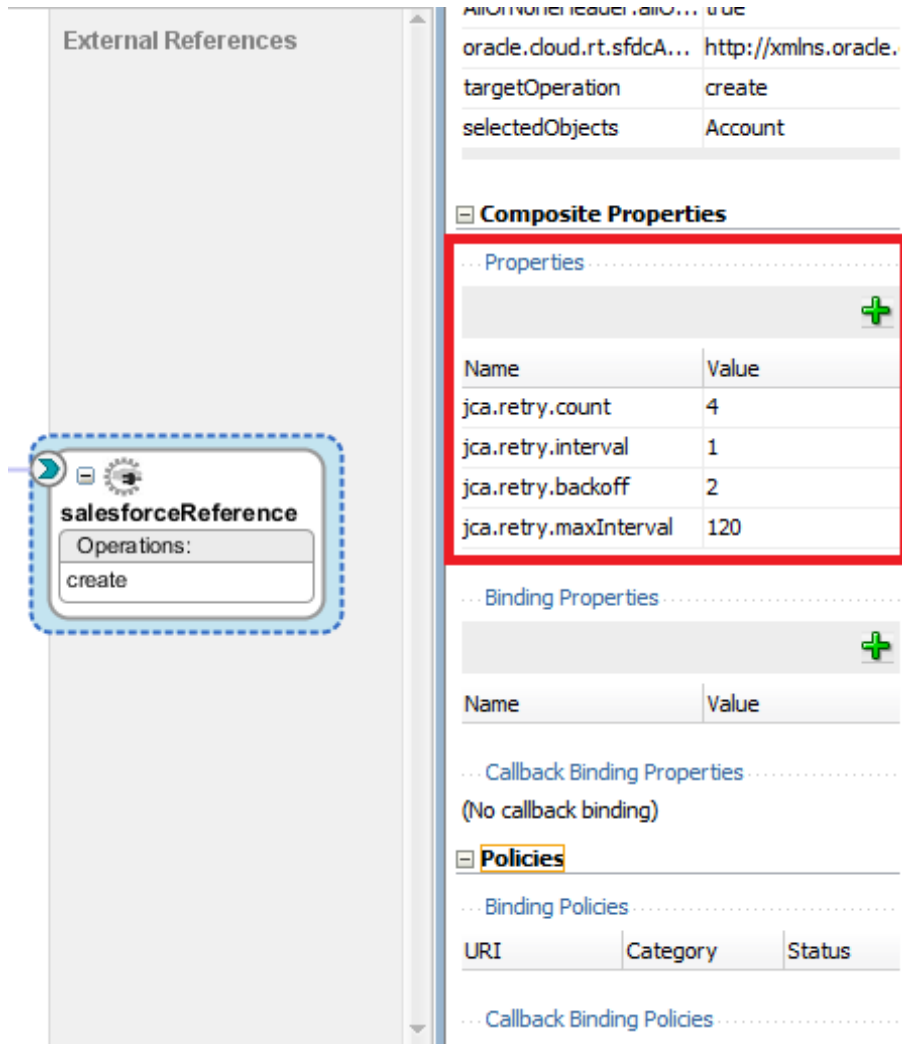 External References
oracle.cloud.rt.sfdcA... http://xmlns.oracle.
targetOperation create
selectedObjects Account
Composite Properties
Properties
Name Value
jca.retry.count 4
jca.retry.interval 1
jca.retry.backoff 2
jca.retry.maxInterval 120
salesforceReference
Operations:
create
Binding Properties
Name Value
Callback Binding Properties
(No callback binding)
Policies
Binding Policies
URI Category Status
Callback Binding Policies